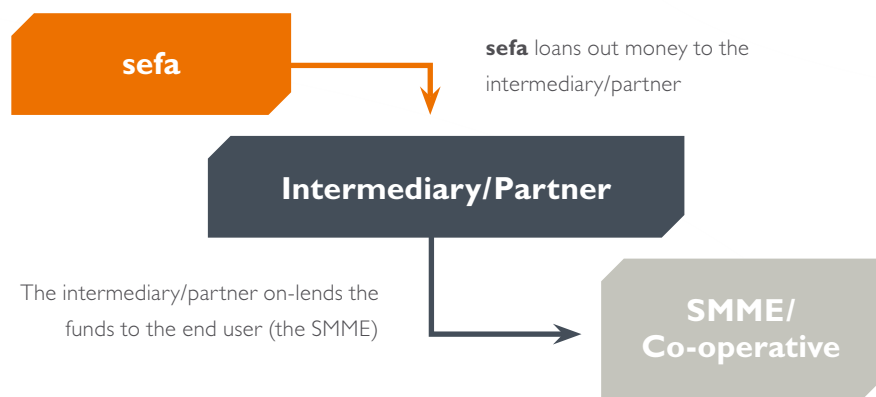 sefa
sefa loans out money to the
intermediary/partner
Intermediary/Partner
The intermediary/partner on-lends the
funds to the end user (the SMME)
SMME/
Co-operative